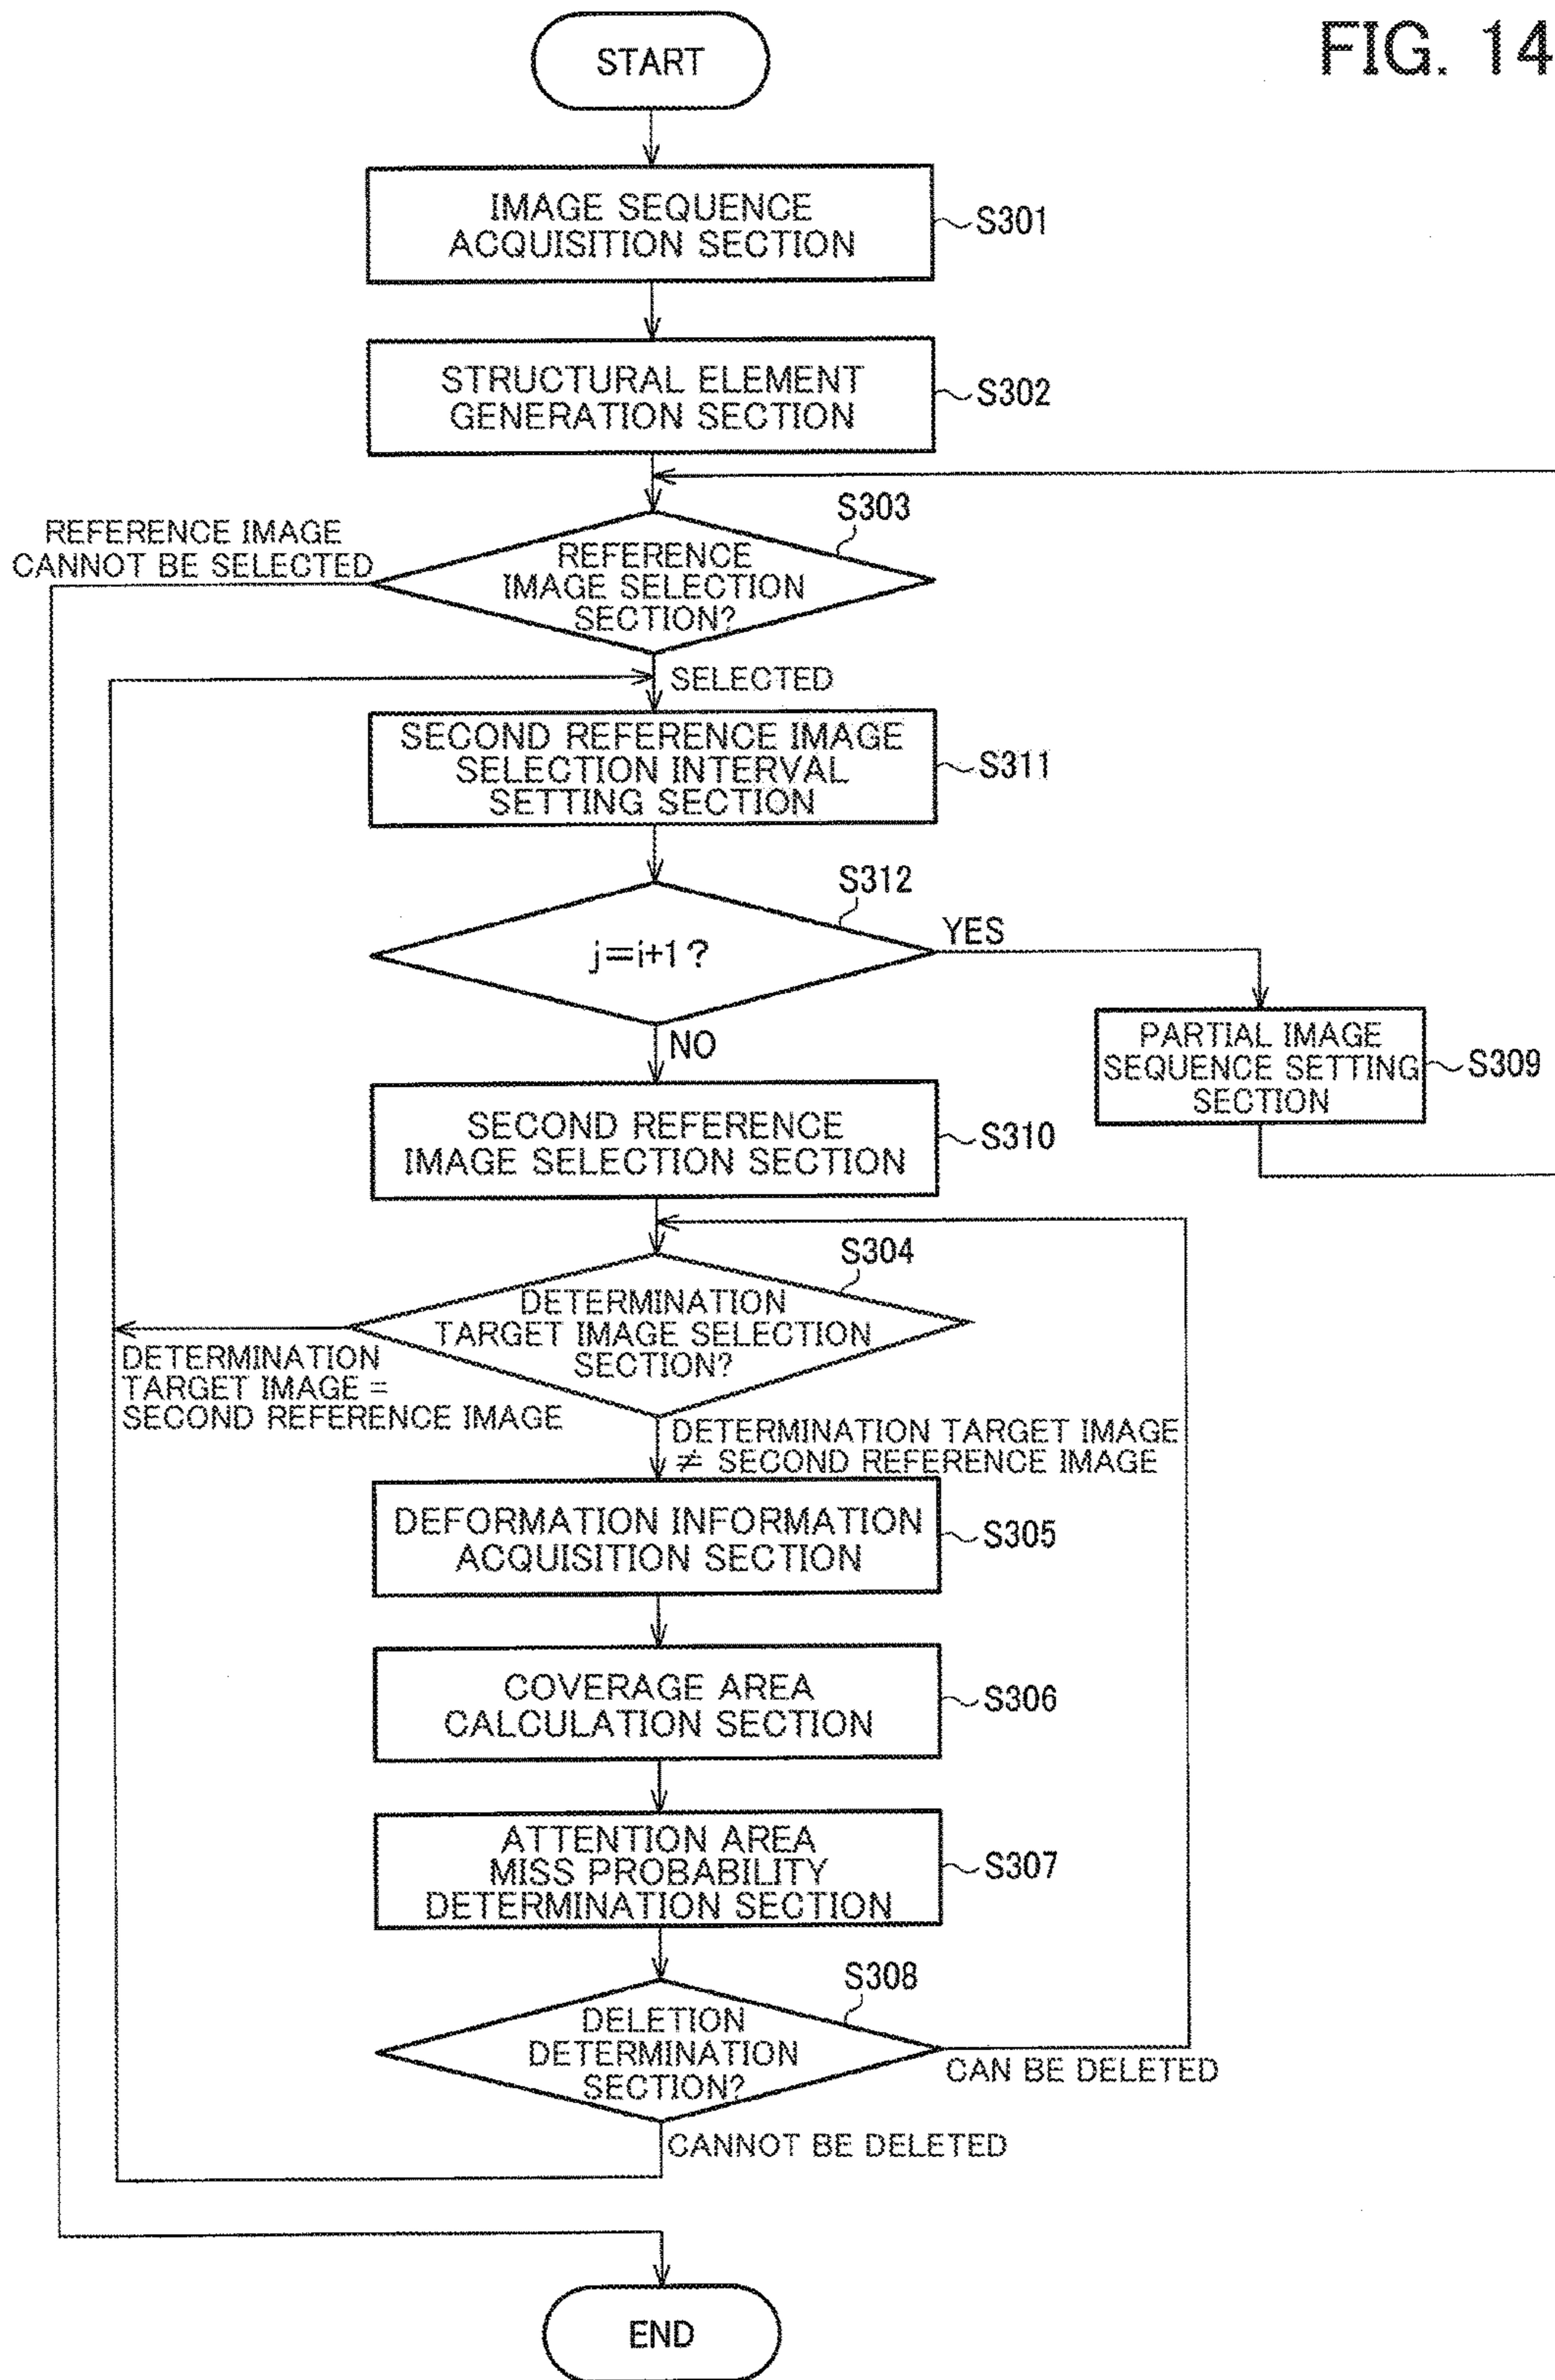 FIG. 14
START
IMAGE SEQUENCE
ACQUISITION SECTION
S301
STRUCTURAL ELEMENT
GENERATION SECTION
S302
S303
REFERENCE IMAGE
CANNOT BE SELECTED
REFERENCE
IMAGE SELECTION
SECTION?
SELECTED
SECOND REFERENCE IMAGE
SELECTION INTERVAL
SETTING SECTION
S311
S312
j=i+1?
YES
NO
PARTIAL IMAGE
SEQUENCE SETTING
SECTION
S309
SECOND REFERENCE
IMAGE SELECTION SECTION
S310
S304
DETERMINATION
TARGET IMAGE SELECTION
SECTION?
DETERMINATION
TARGET IMAGE =
SECOND REFERENCE IMAGE
DETERMINATION TARGET IMAGE
≠ SECOND REFERENCE IMAGE
DEFORMATION INFORMATION
ACQUISITION SECTION
S305
COVERAGE AREA
CALCULATION SECTION
S306
ATTENTION AREA
MISS PROBABILITY
DETERMINATION SECTION
S307
S308
DELETION
DETERMINATION
SECTION?
CAN BE DELETED
CANNOT BE DELETED
END